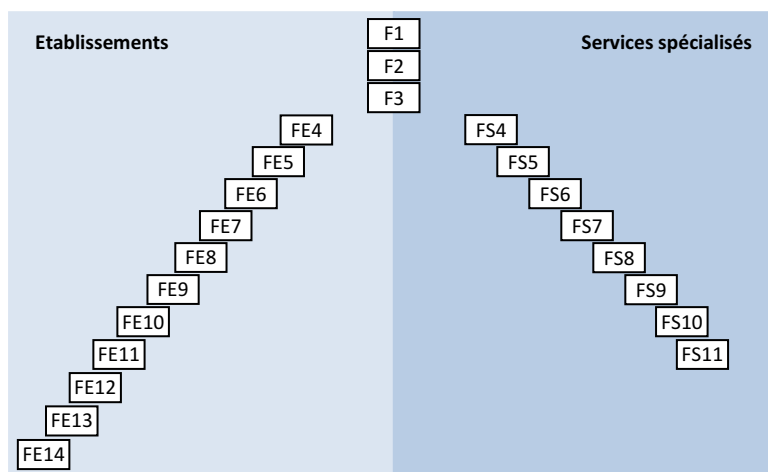 Etablissements
F1
Services spécialisés
F2
F3
FE4
FS4
FE5
FS5
FE6
FS6
FE7
FS7
FE8
FS8
FE9
FS9
FE10
FS10
FE11
FS11
FE12
FE13
FE14